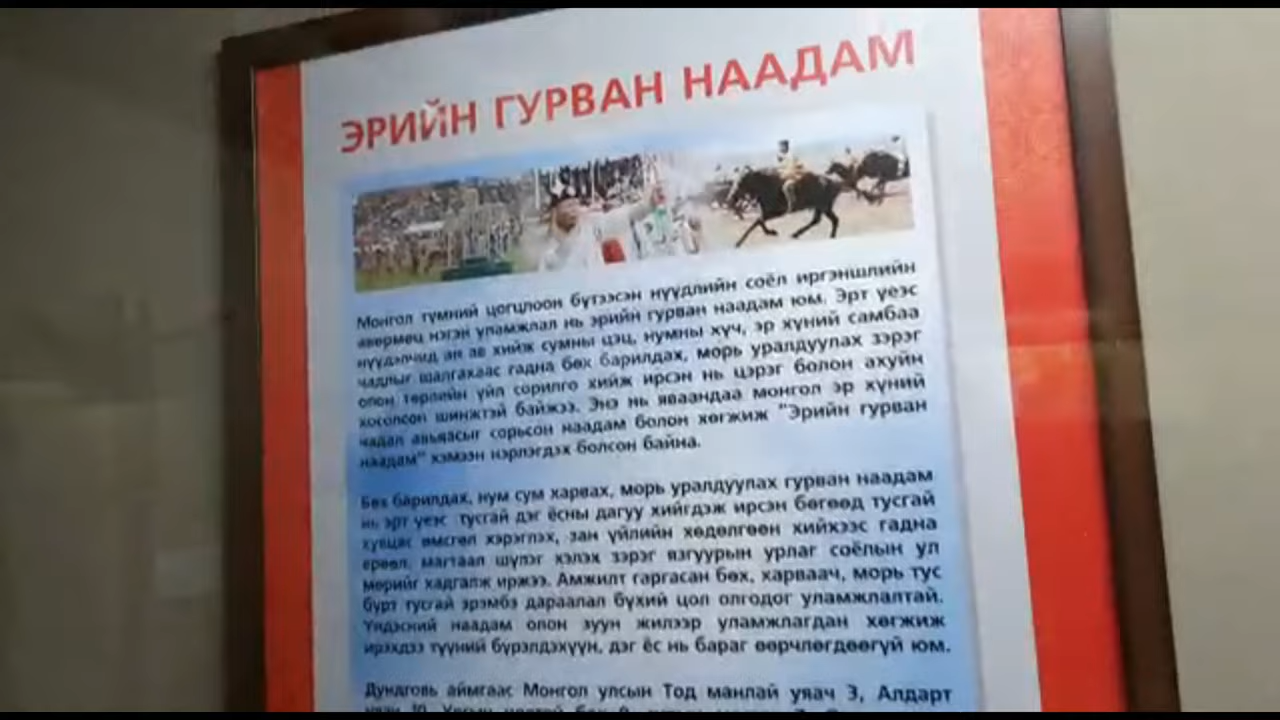 ЭРИЙН ГУРВАН НААДАМ
Монгол түмний цогцлоон бүтээсэн нүүдлийн соёл иргэншлийн
өвөрмөц нэгэн уламжлал нь эрийн гурван наадам юм. Эрт үеэс
нүүдэлчид ан ав хийж сумны цэц, нумны хүч, эр хүний самбаа
чадлыг шалгахаас гадна бөх барилдах, морь уралдуулах зэрэг
олон төрлийн үйл сорилго хийж ирсэн нь цэрэг болон ахуйн
хосолсон шинжтэй байжээ. Энэ нь яваандаа монгол эр хүний
чадал авьяасыг сорьсон наадам болон хөгжиж "Эрийн гурван
наадам" хэмээн нэрлэгдэх болсон байна.
Бөх барилдах, нум сум харвах, морь уралдуулах гурван наадам
нь эрт үеэс тусгай дэг ёсны дагуу хийгдэж ирсэн бөгөөд тусгай
хувцас өмсгөл хэрэглэх, зан үйлийн хөдөлгөөн хийхээс гадна
ерөөл, магтаал шүлэг хэлэх зэрэг язгуурын урлаг соёлын ул
мөрийг хадгалж иржээ. Амжилт гаргасан бөх, харваач, морь тус
бүрт тусгай эрэмбэ дараалал бүхий цол олгодог уламжлалтай.
Үндэсний наадам олон зуун жилээр уламжлагдан хөгжиж
ирэхдээ түүний бүрэлдэхүүн, дэг ёс нь бараг өөрчлөгдөөгүй юм.
Дундговь аймгаас Монгол улсын Тод манлай уяач 3, Алдарт